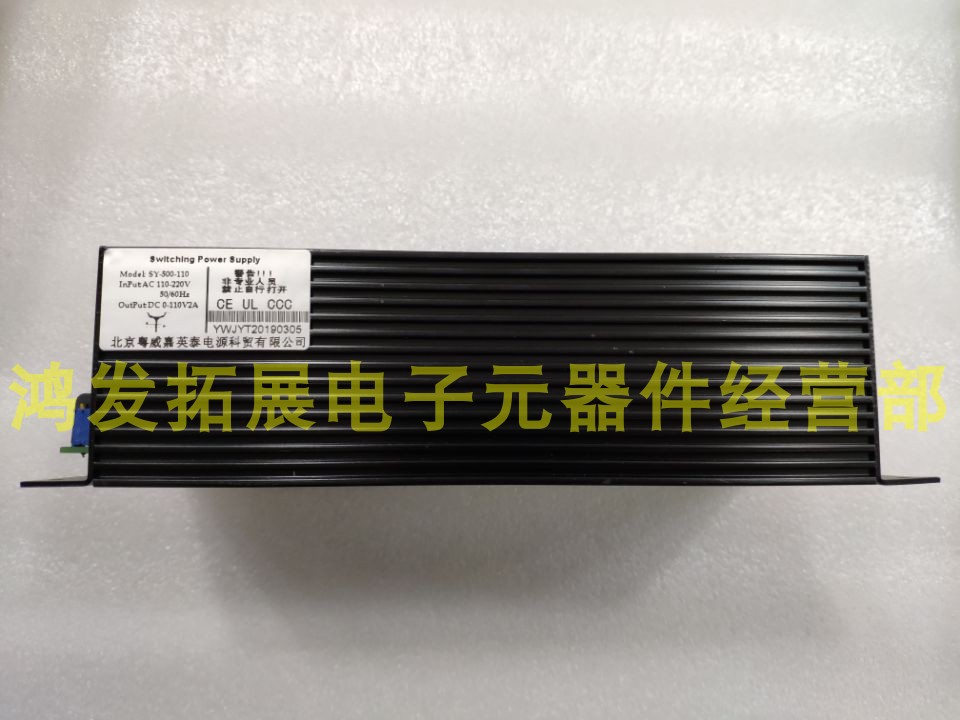 Switching Power Supply
Model: SY-500-110
InPut:AC 110-220V
50/60Hz
OutPut:DC 0-110V2A
警告!!!
非专业人员
禁止自行打开
CE UL CCC
YWJYT20190305
北京粤威嘉英泰电源科贸有限公司
鸿发拓展电子元器件经营部